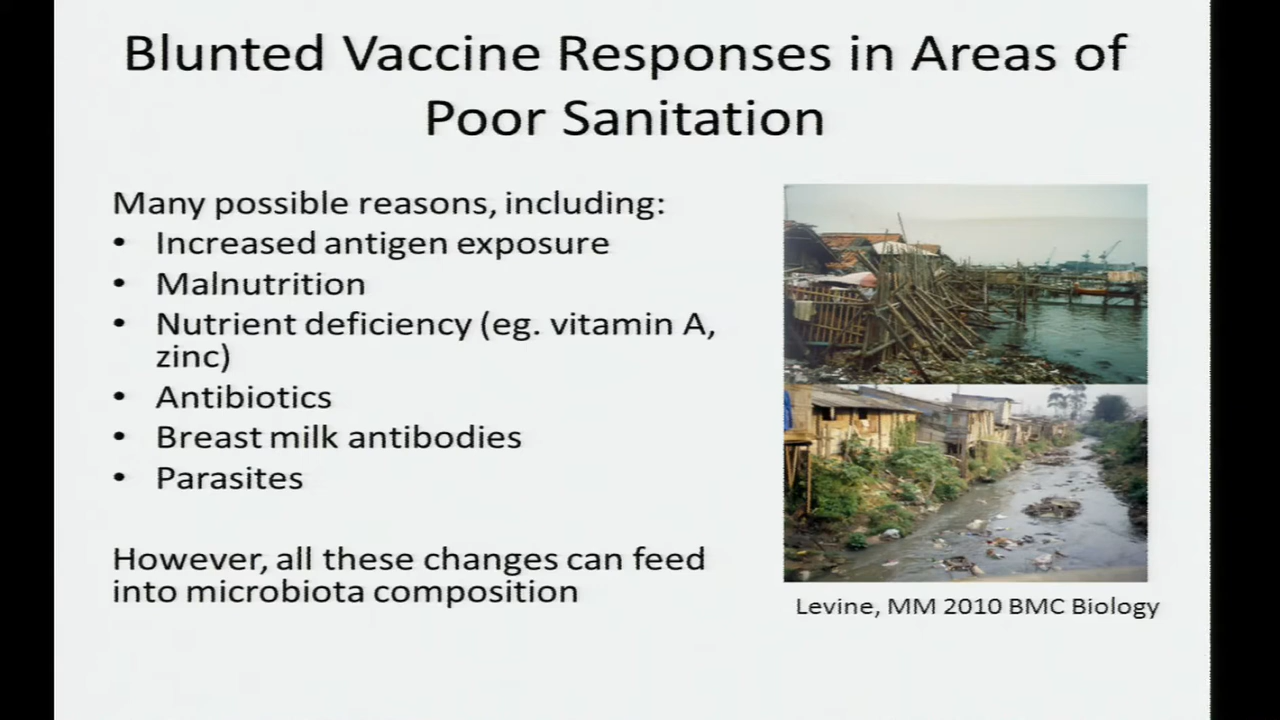 Blunted Vaccine Responses in Areas of
Poor Sanitation
Many possible reasons, including:
• Increased antigen exposure
• Malnutrition
• Nutrient deficiency (eg. vitamin A,
zinc)
• Antibiotics
• Breast milk antibodies
• Parasites
However, all these changes can feed
into microbiota composition
Levine, MM 2010 BMC Biology